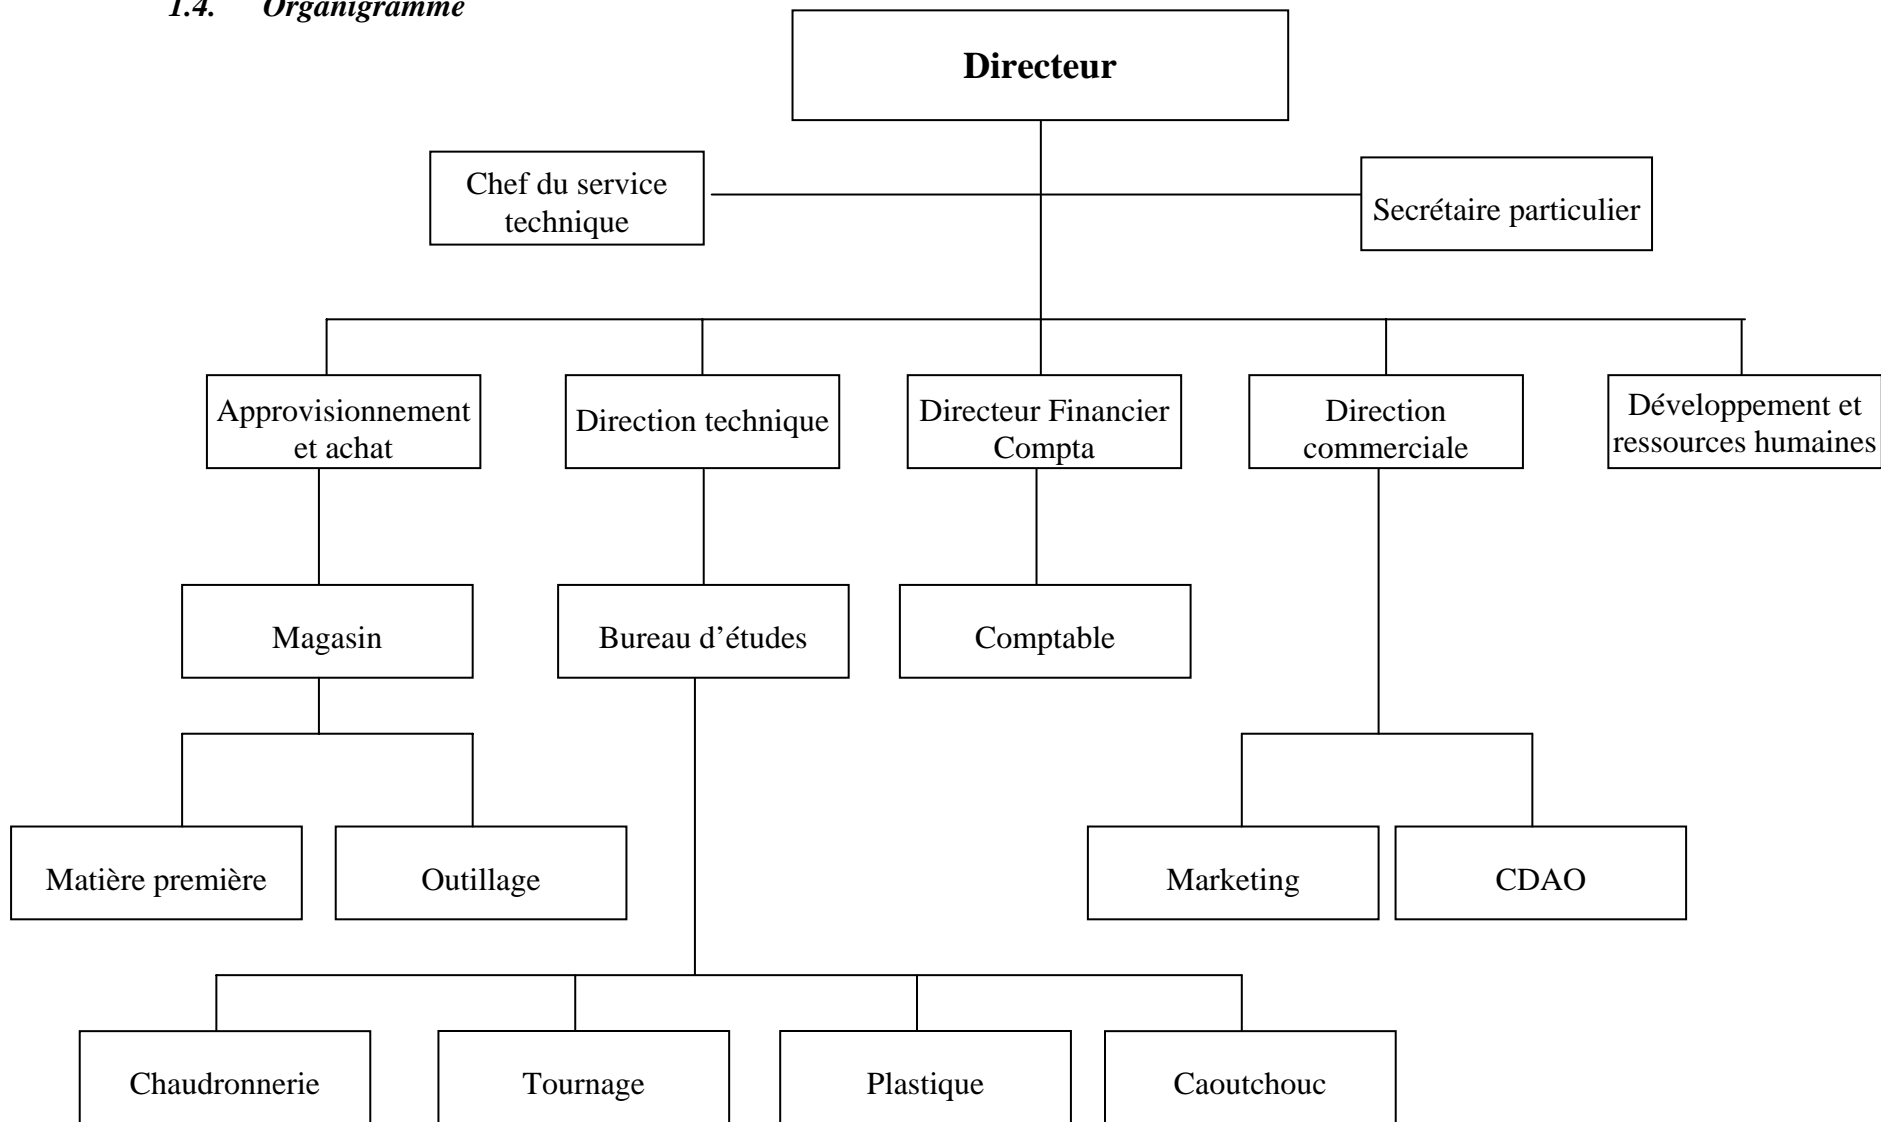 1.4. Organigramme
Directeur
Chef du service
technique
Secrétaire particulier
Approvisionnement
et achat
Direction technique
Directeur Financier
Compta
Direction
commerciale
Développement et
ressources humaines
Magasin
Bureau d’études
Comptable
Matière première
Outillage
Marketing
CDAO
Chaudronnerie
Tournage
Plastique
Caoutchouc